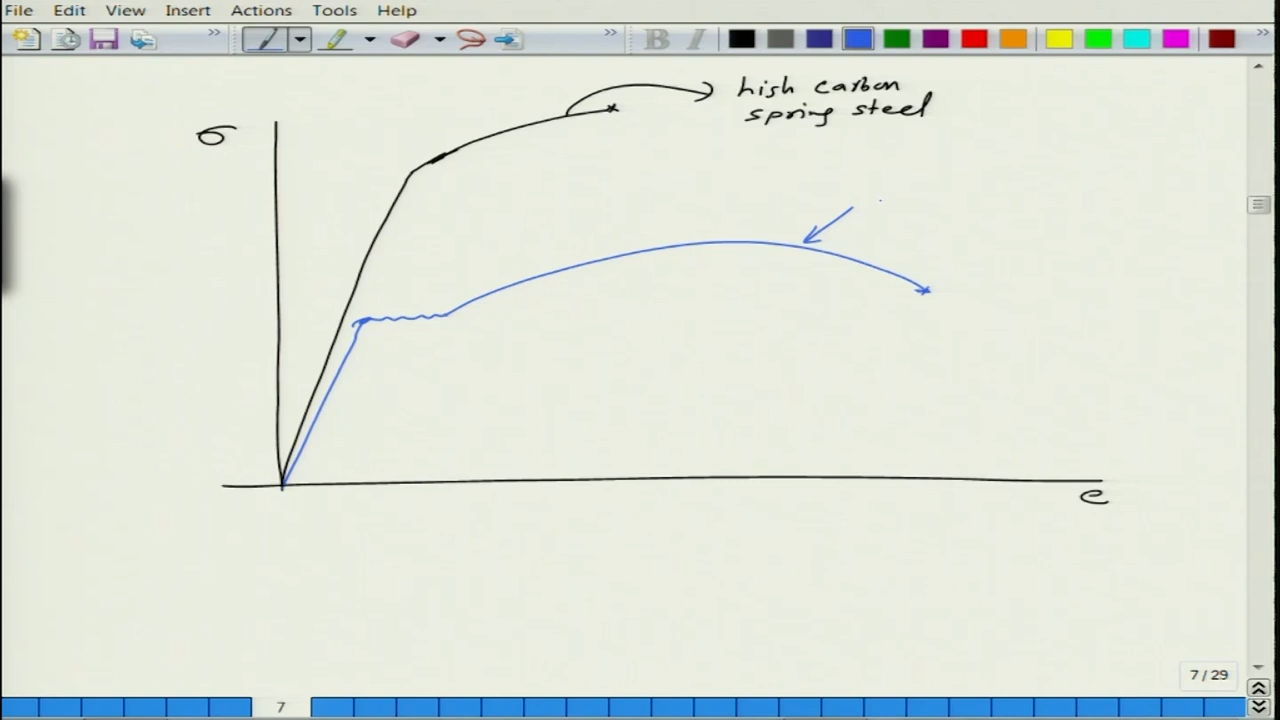 File Edit View Insert Actions Tools Help
B I
high carbon
spring steel
σ
e
7 / 29
7